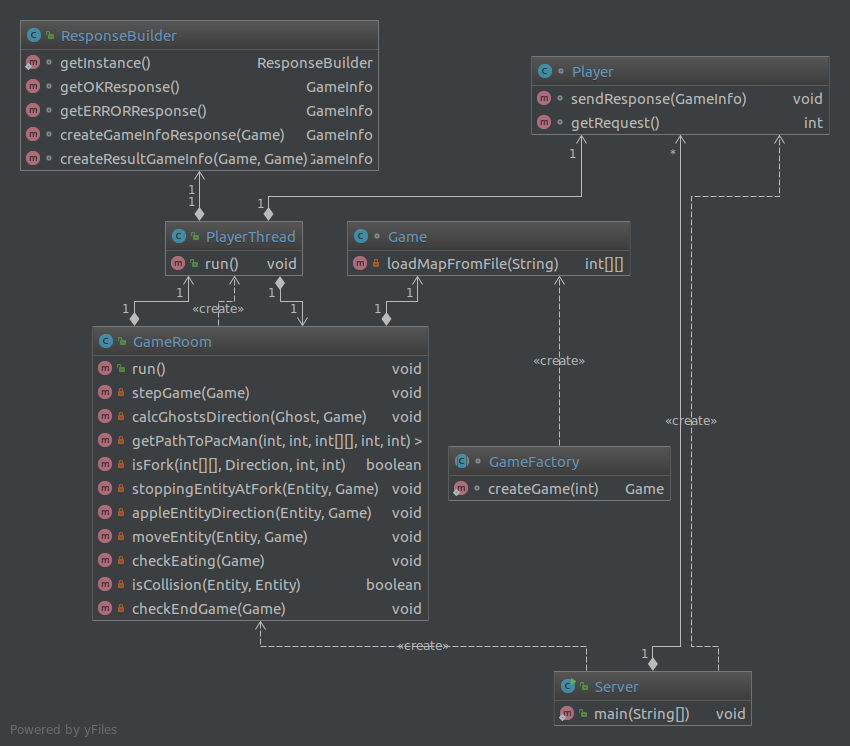 ResponseBuilder
getInstance() ResponseBuilder
getOKResponse() GameInfo
getERRORResponse() GameInfo
createGameInfoResponse(Game) GameInfo
createResultGameInfo(Game, Game) GameInfo
Player
sendResponse(GameInfo) void
getRequest() int
1
*
1
1
1
PlayerThread
run() void
Game
loadMapFromFile(String) int[][]
1
1
«create»
1
1
1
1
GameRoom
run() void
stepGame(Game) void
calcGhostsDirection(Ghost, Game) void
getPathToPacMan(int, int, int[][], int, int) >
isFork(int[][], Direction, int, int) boolean
stoppingEntityAtFork(Entity, Game) void
appleEntityDirection(Entity, Game) void
moveEntity(Entity, Game) void
checkEating(Game) void
isCollision(Entity, Entity) boolean
checkEndGame(Game) void
«create»
«create»
GameFactory
createGame(int) Game
«create»
1
Server
main(String[]) void
Powered by yFiles